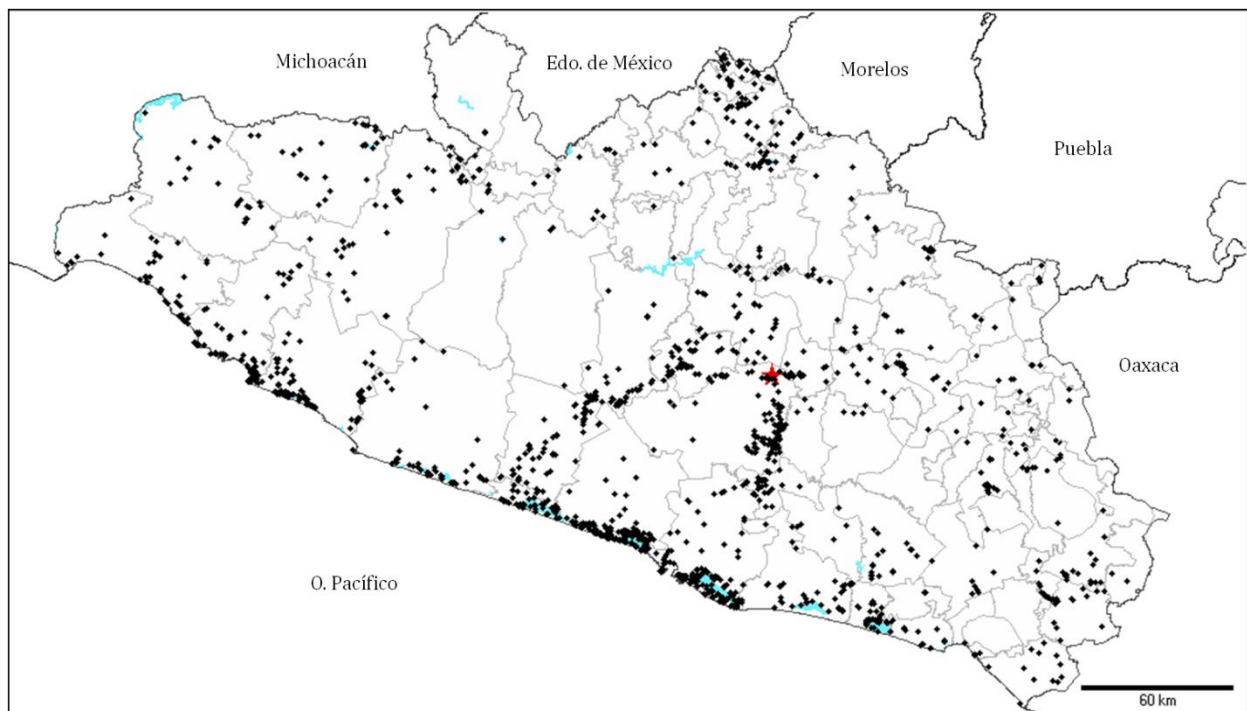 Michoacán
Edo. de México
Morelos
Puebla
Oaxaca
O. Pacífico
60 km